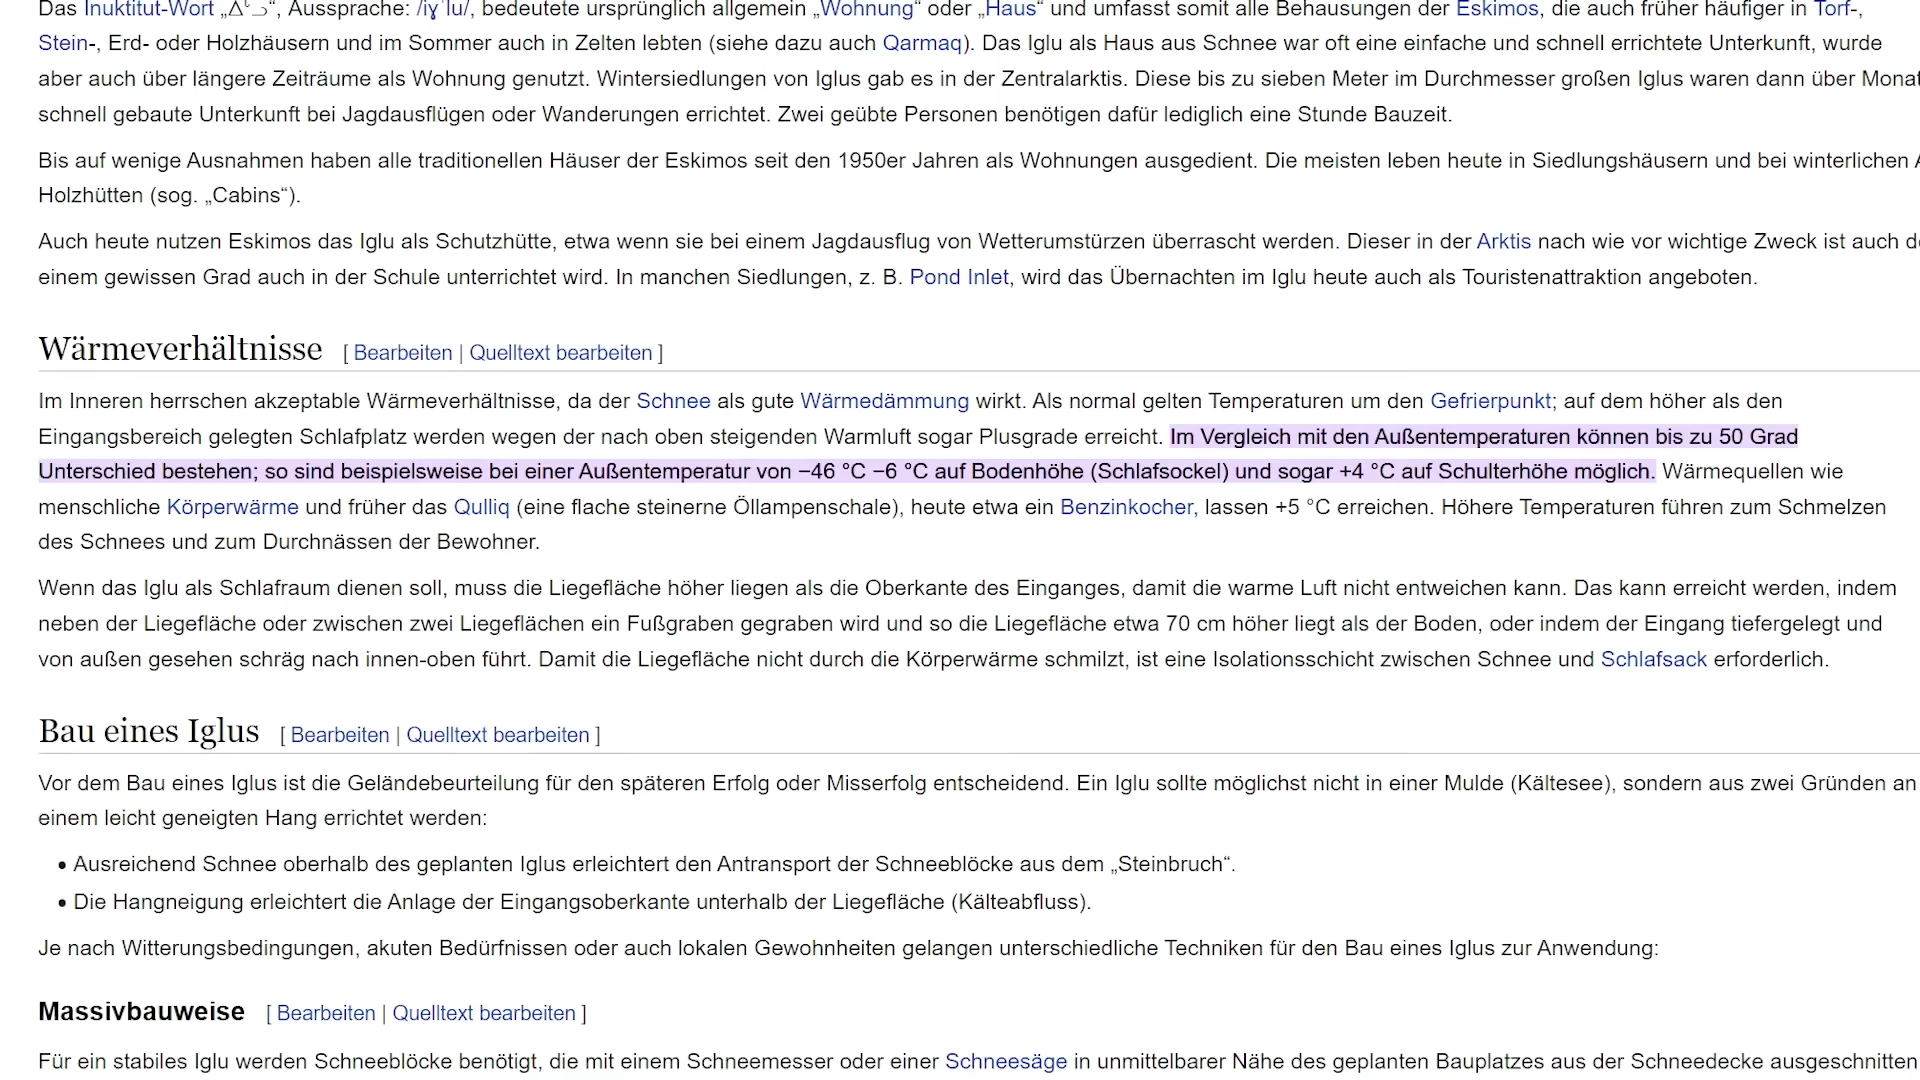 Das Inuktitut-Wort „ᐃᒡᓗ“, Aussprache: /iɣˈlu/, bedeutete ursprünglich allgemein „Wohnung“ oder „Haus“ und umfasst somit alle Behausungen der Eskimos, die auch früher häufiger in Torf-,
Stein-, Erd- oder Holzhäusern und im Sommer auch in Zelten lebten (siehe dazu auch Qarmaq). Das Iglu als Haus aus Schnee war oft eine einfache und schnell errichtete Unterkunft, wurde
aber auch über längere Zeiträume als Wohnung genutzt. Wintersiedlungen von Iglus gab es in der Zentralarktis. Diese bis zu sieben Meter im Durchmesser großen Iglus waren dann über Monat
schnell gebaute Unterkunft bei Jagdausflügen oder Wanderungen errichtet. Zwei geübte Personen benötigen dafür lediglich eine Stunde Bauzeit.
Bis auf wenige Ausnahmen haben alle traditionellen Häuser der Eskimos seit den 1950er Jahren als Wohnungen ausgedient. Die meisten leben heute in Siedlungshäusern und bei winterlichen
Holzhütten (sog. „Cabins“).
Auch heute nutzen Eskimos das Iglu als Schutzhütte, etwa wenn sie bei einem Jagdausflug von Wetterumstürzen überrascht werden. Dieser in der Arktis nach wie vor wichtige Zweck ist auch
einem gewissen Grad auch in der Schule unterrichtet wird. In manchen Siedlungen, z. B. Pond Inlet, wird das Übernachten im Iglu heute auch als Touristenattraktion angeboten.
Wärmeverhältnisse [ Bearbeiten | Quelltext bearbeiten ]
Im Inneren herrschen akzeptable Wärmeverhältnisse, da der Schnee als gute Wärmedämmung wirkt. Als normal gelten Temperaturen um den Gefrierpunkt; auf dem höher als den
Eingangsbereich gelegten Schlafplatz werden wegen der nach oben steigenden Warmluft sogar Plusgrade erreicht. Im Vergleich mit den Außentemperaturen können bis zu 50 Grad
Unterschied bestehen; so sind beispielsweise bei einer Außentemperatur von −46 °C −6 °C auf Bodenhöhe (Schlafsockel) und sogar +4 °C auf Schulterhöhe möglich. Wärmequellen wie
menschliche Körperwärme und früher das Qulliq (eine flache steinerne Öllampenschale), heute etwa ein Benzinkocher, lassen +5 °C erreichen. Höhere Temperaturen führen zum Schmelzen
des Schnees und zum Durchnässen der Bewohner.
Wenn das Iglu als Schlafraum dienen soll, muss die Liegefläche höher liegen als die Oberkante des Einganges, damit die warme Luft nicht entweichen kann. Das kann erreicht werden, indem
neben der Liegefläche oder zwischen zwei Liegeflächen ein Fußgraben gegraben wird und so die Liegefläche etwa 70 cm höher liegt als der Boden, oder indem der Eingang tiefergelegt und
von außen gesehen schräg nach innen-oben führt. Damit die Liegefläche nicht durch die Körperwärme schmilzt, ist eine Isolationsschicht zwischen Schnee und Schlafsack erforderlich.
Bau eines Iglus [ Bearbeiten | Quelltext bearbeiten ]
Vor dem Bau eines Iglus ist die Geländebeurteilung für den späteren Erfolg oder Misserfolg entscheidend. Ein Iglu sollte möglichst nicht in einer Mulde (Kältesee), sondern aus zwei Gründen an
einem leicht geneigten Hang errichtet werden:
• Ausreichend Schnee oberhalb des geplanten Iglus erleichtert den Antransport der Schneeblöcke aus dem „Steinbruch“.
• Die Hangneigung erleichtert die Anlage der Eingangsoberkante unterhalb der Liegefläche (Kälteabfluss).
Je nach Witterungsbedingungen, akuten Bedürfnissen oder auch lokalen Gewohnheiten gelangen unterschiedliche Techniken für den Bau eines Iglus zur Anwendung:
Massivbauweise [ Bearbeiten | Quelltext bearbeiten ]
Für ein stabiles Iglu werden Schneeblöcke benötigt, die mit einem Schneemesser oder einer Schneesäge in unmittelbarer Nähe des geplanten Bauplatzes aus der Schneedecke ausgeschnitten